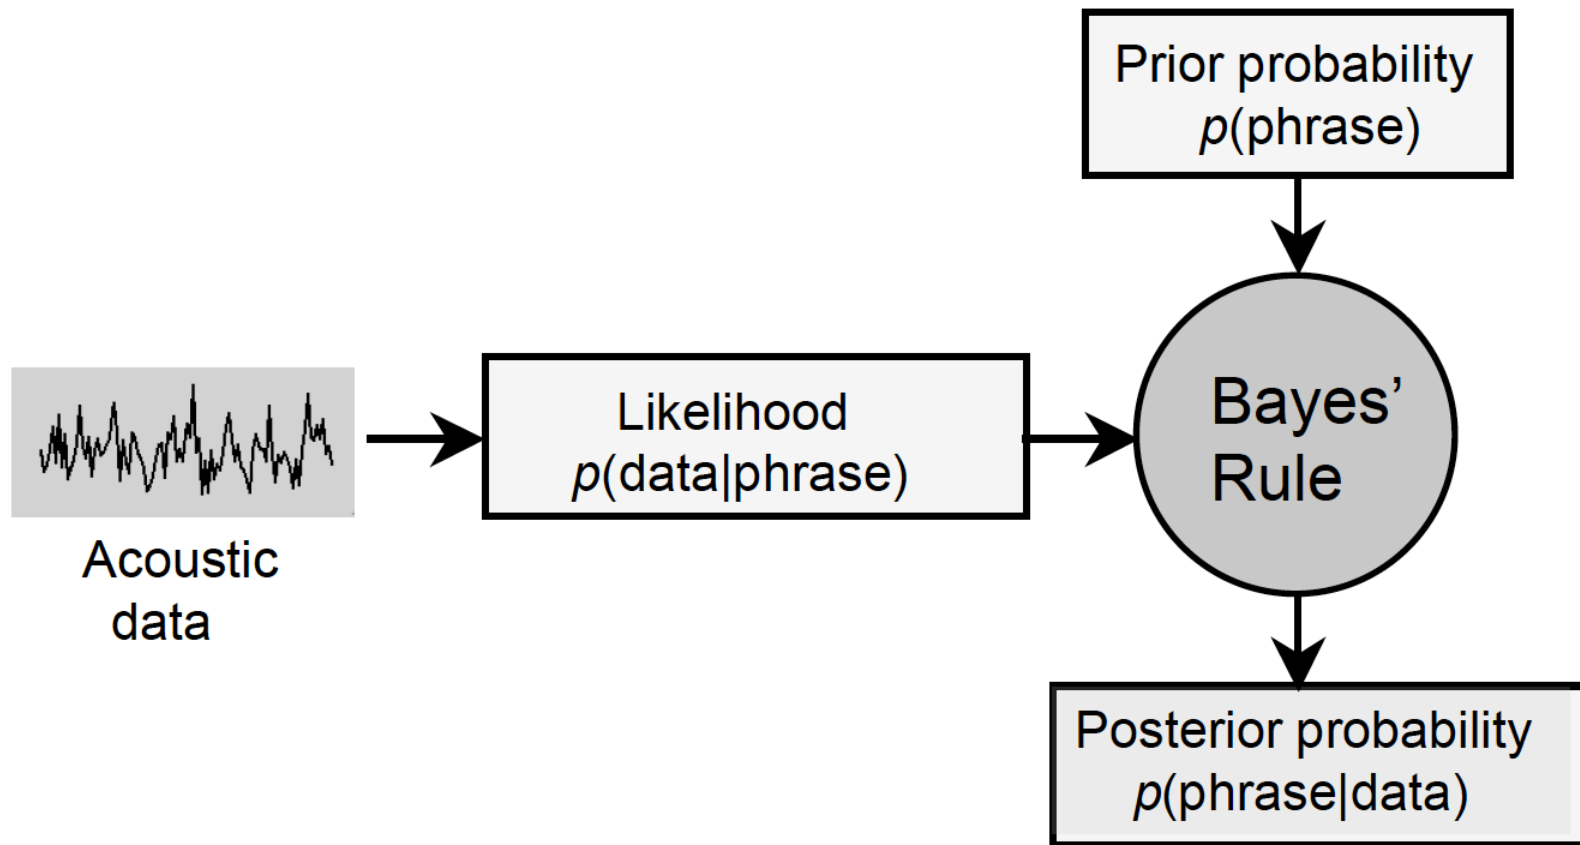 Prior probability
p(phrase)
Acoustic
data
Likelihood
p(data|phrase)
Bayes’
Rule
Posterior probability
p(phrase|data)